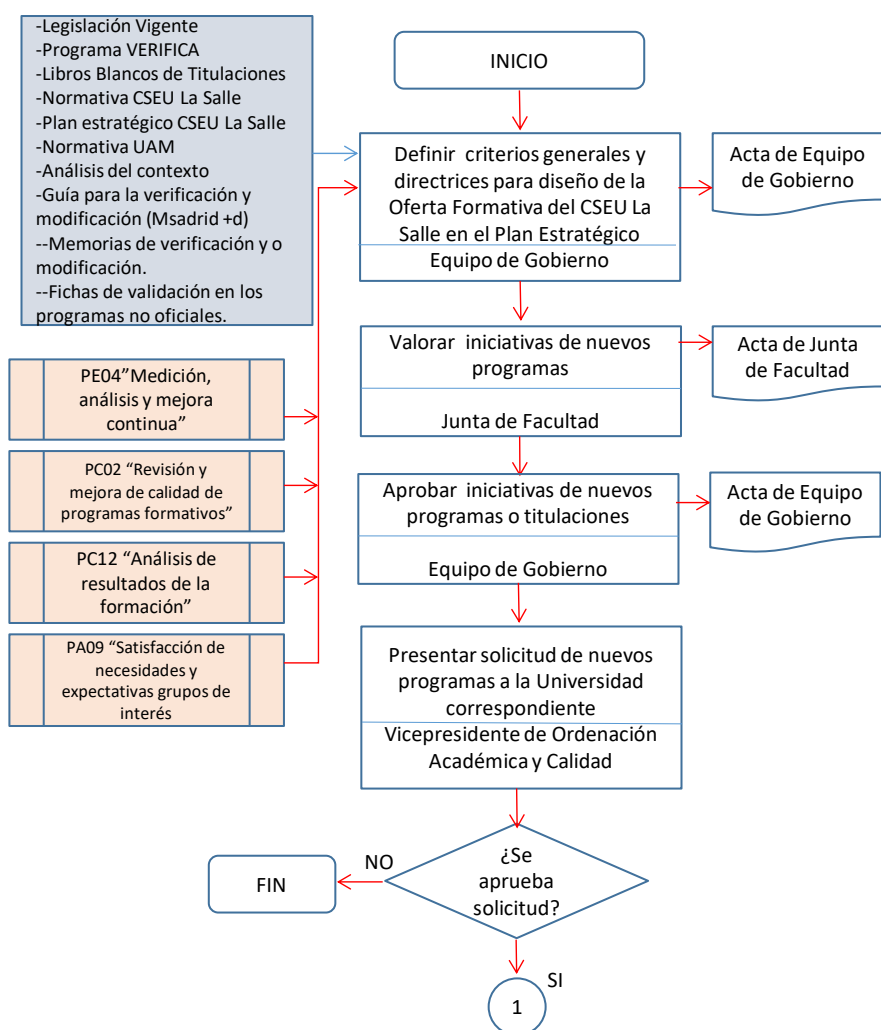 -Legislación Vigente
-Programa VERIFICA
-Libros Blancos de Titulaciones
-Normativa CSEU La Salle
-Plan estratégico CSEU La Salle
-Normativa UAM
-Análisis del contexto
-Guía para la verificación y
modificación (Msadrid +d)
--Memorias de verificación y o
modificación.
--Fichas de validación en los
programas no oficiales.
INICIO
Definir criterios generales y
directrices para diseño de la
Oferta Formativa del CSEU La
Salle en el Plan Estratégico
Equipo de Gobierno
Acta de Equipo
de Gobierno
Valorar iniciativas de nuevos
programas
Junta de Facultad
Acta de Junta
de Facultad
PE04”Medición,
análisis y mejora
continua”
PC02 “Revisión y
mejora de calidad de
programas formativos”
PC12 “Análisis de
resultados de la
formación”
PA09 “Satisfacción de
necesidades y
expectativas grupos de
interés
Aprobar iniciativas de nuevos
programas o titulaciones
Equipo de Gobierno
Acta de Equipo
de Gobierno
Presentar solicitud de nuevos
programas a la Universidad
correspondiente
Vicepresidente de Ordenación
Académica y Calidad
¿Se
aprueba
solicitud?
NO
FIN
SI
1